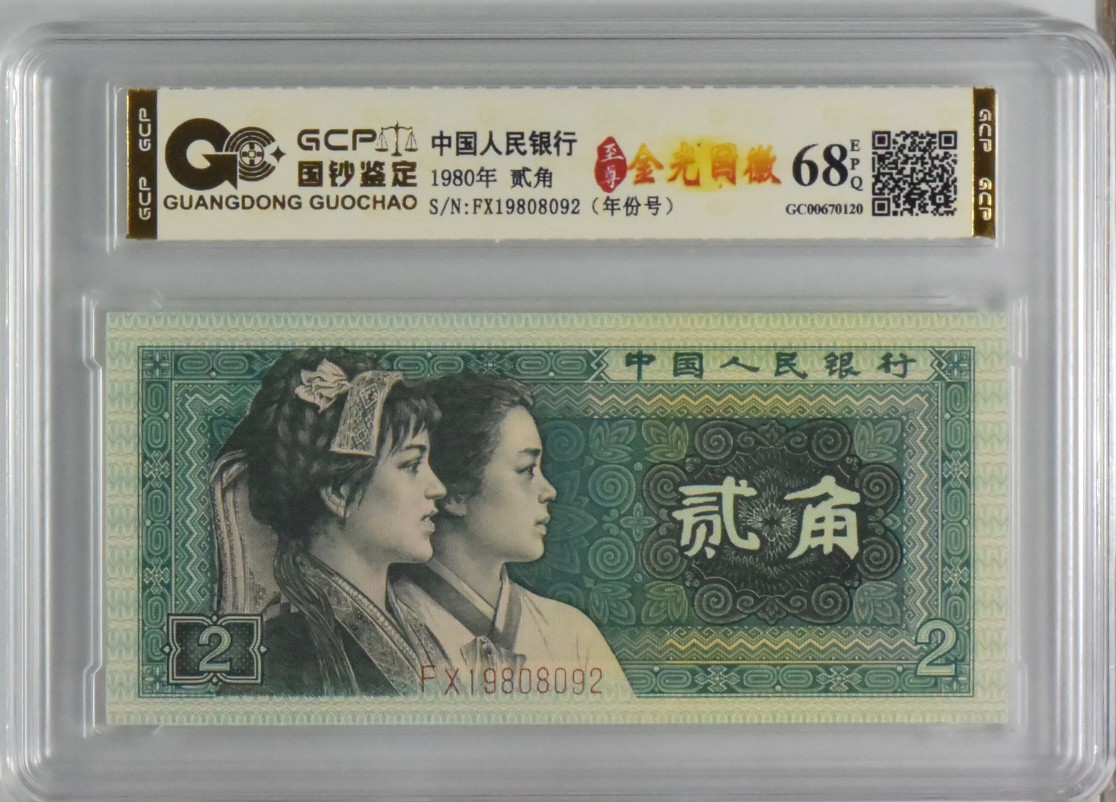 GCP
GCP
GCP
国钞鉴定
GUANGDONG GUOCHAO
中国人民银行
1980年 贰角
S/N:FX19808092（年份号）
至尊
金光国徽
68
EPQ
GC00670120
GCP
GCP
中国人民银行
贰角
2
2
FX19808092